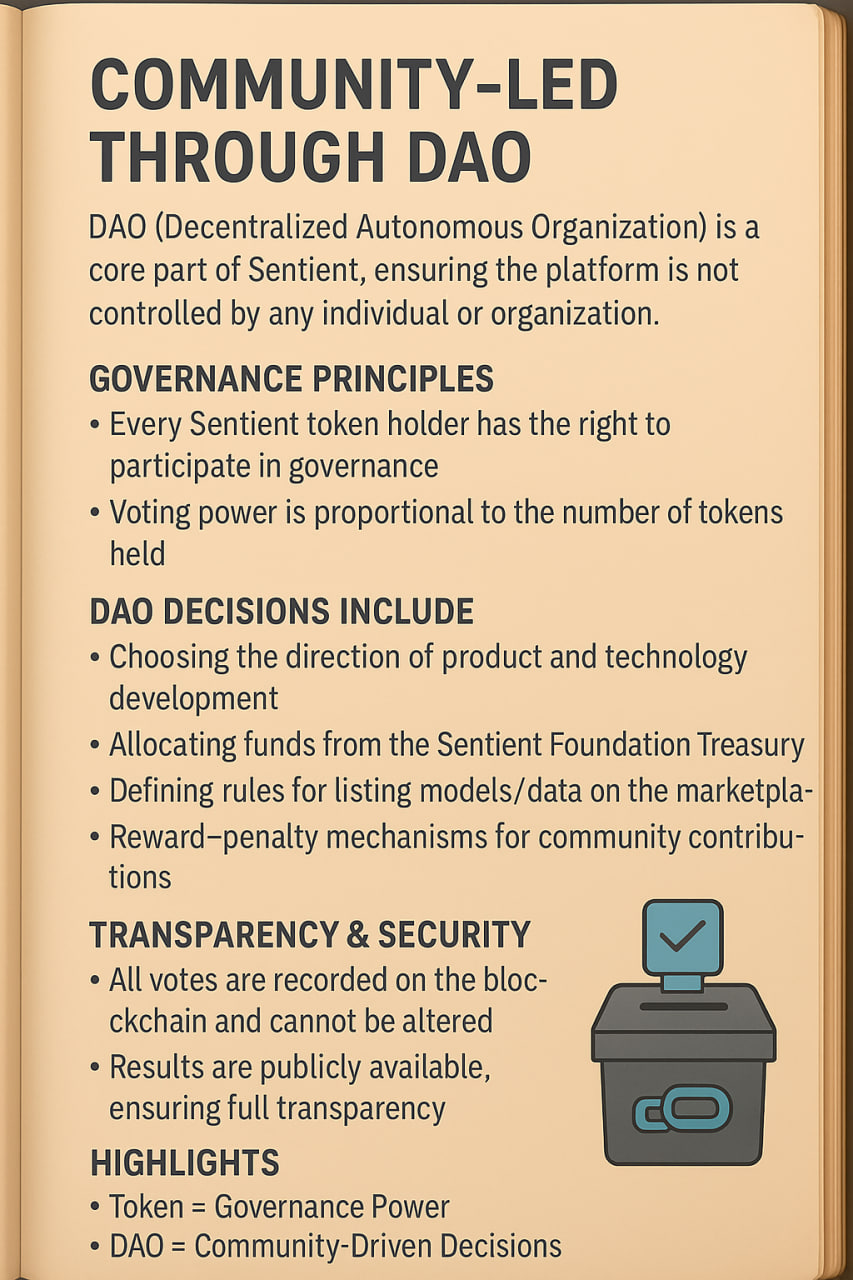 COMMUNITY-LED
THROUGH DAO
DAO (Decentralized Autonomous Organization) is a
core part of Sentient, ensuring the platform is not
controlled by any individual or organization.
GOVERNANCE PRINCIPLES
• Every Sentient token holder has the right to
participate in governance
• Voting power is proportional to the number of tokens
held
DAO DECISIONS INCLUDE
• Choosing the direction of product and technology
development
• Allocating funds from the Sentient Foundation Treasury
• Defining rules for listing models/data on the marketpla-
• Reward–penalty mechanisms for community contribu-
tions
TRANSPARENCY & SECURITY
• All votes are recorded on the bloc-
ckchain and cannot be altered
• Results are publicly available,
ensuring full transparency
HIGHLIGHTS
• Token = Governance Power
• DAO = Community-Driven Decisions